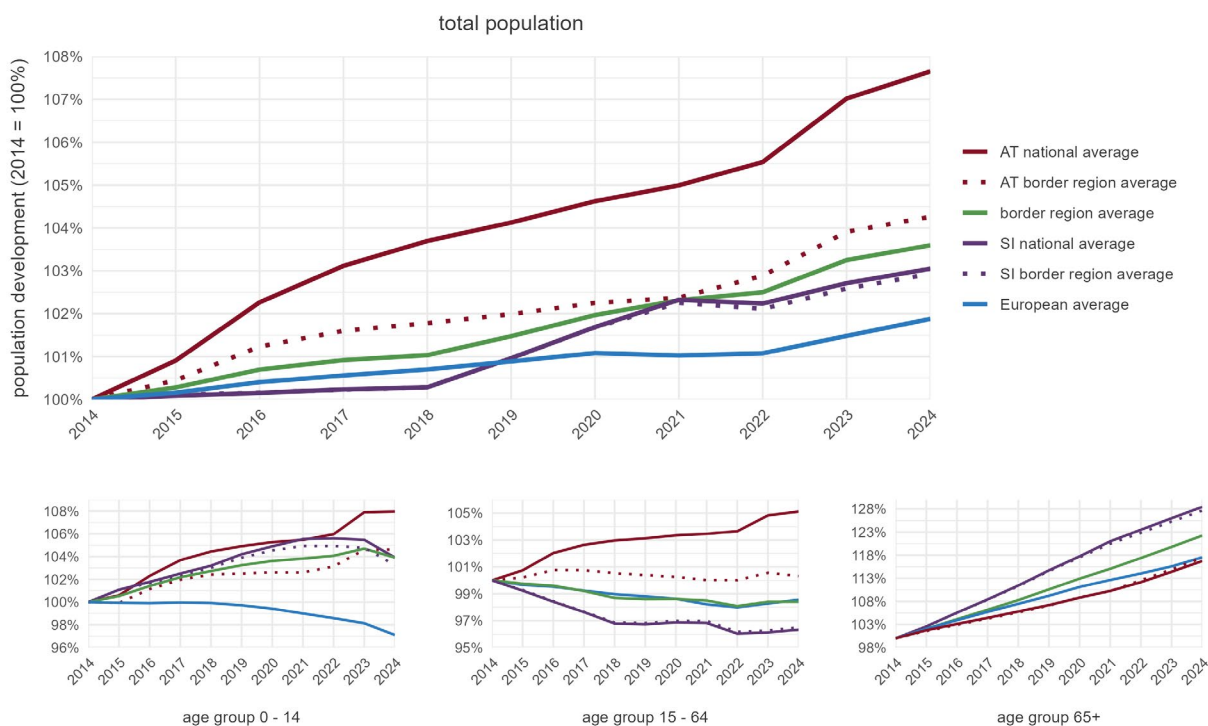 total population
population development (2014 = 100%)
108%
107%
106%
105%
104%
103%
102%
101%
100%
2014 2015 2016 2017 2018 2019 2020 2021 2022 2023 2024
AT national average
AT border region average
border region average
SI national average
SI border region average
European average
108%
106%
104%
102%
100%
98%
96%
2014 2015 2016 2017 2018 2019 2020 2021 2022 2023 2024
age group 0 - 14
105%
103%
101%
99%
97%
95%
2014 2015 2016 2017 2018 2019 2020 2021 2022 2023 2024
age group 15 - 64
128%
123%
118%
113%
108%
103%
98%
2014 2015 2016 2017 2018 2019 2020 2021 2022 2023 2024
age group 65+